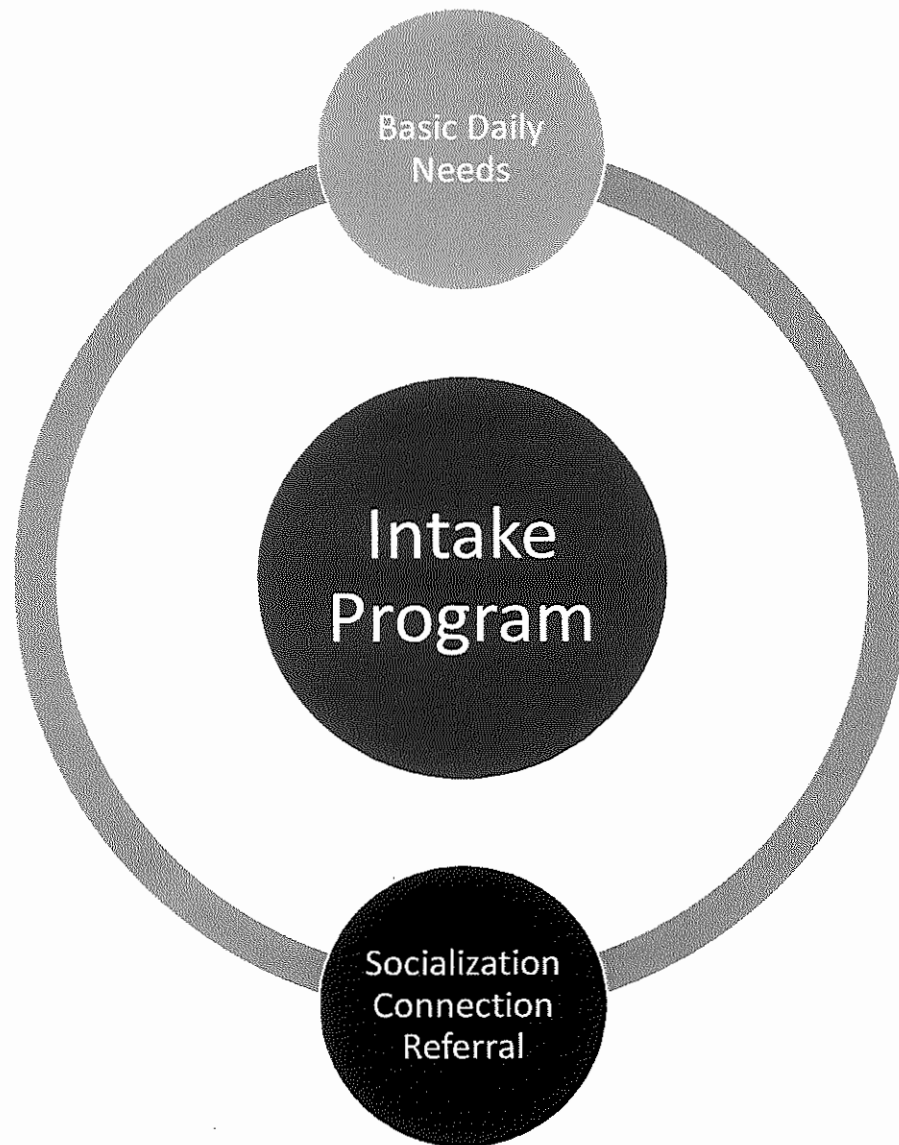 Basic Daily
Needs
Intake
Program
Socialization
Connection
Referral